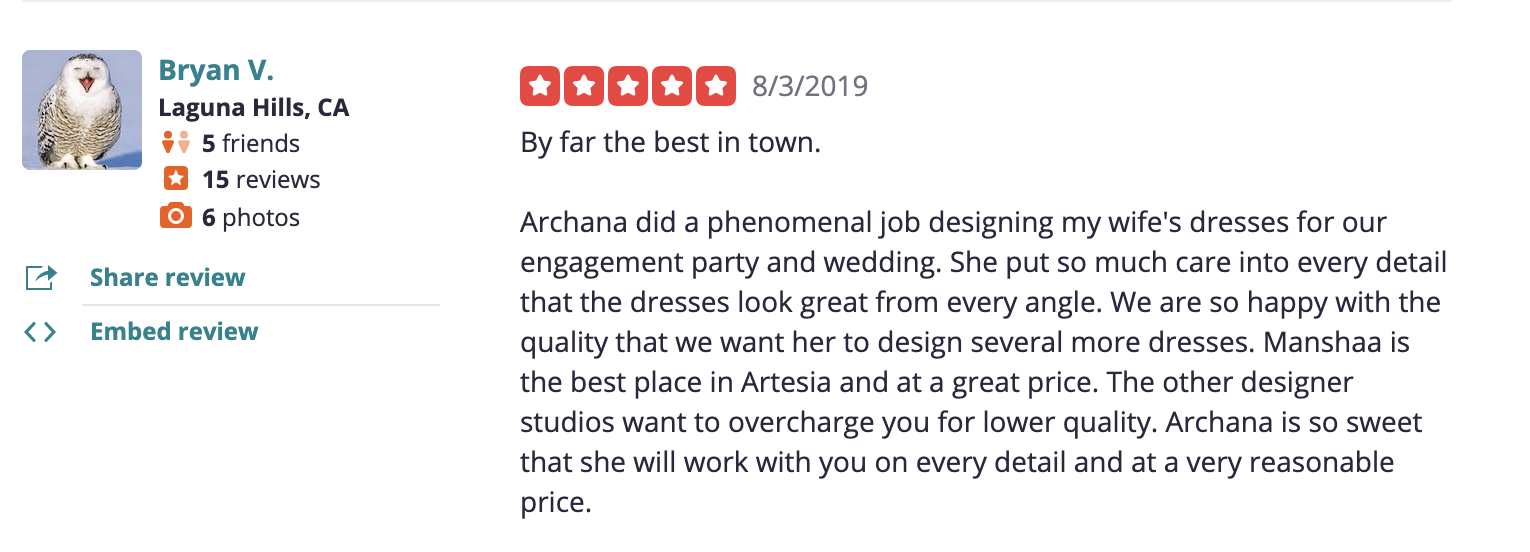 Bryan V.
Laguna Hills, CA
5 friends
15 reviews
6 photos
Share review
Embed review
8/3/2019
By far the best in town.
Archana did a phenomenal job designing my wife's dresses for our
engagement party and wedding. She put so much care into every detail
that the dresses look great from every angle. We are so happy with the
quality that we want her to design several more dresses. Manshaa is
the best place in Artesia and at a great price. The other designer
studios want to overcharge you for lower quality. Archana is so sweet
that she will work with you on every detail and at a very reasonable
price.